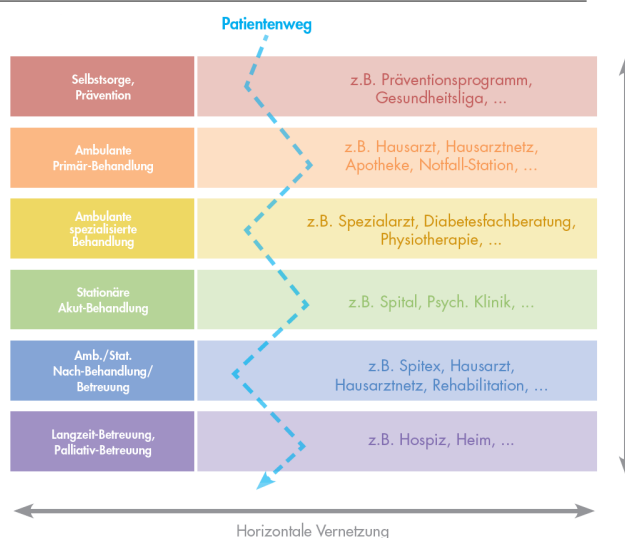 Patientenweg
Selbstsorge,
Prävention
z.B. Präventionsprogramm,
Gesundheitsliga, ...
Ambulante
Primär-Behandlung
z.B. Hausarzt, Hausarztnetz,
Apotheke, Notfall-Station, ...
Ambulante
spezialisierte
Behandlung
z.B. Spezialarzt, Diabetesfachberatung,
Physiotherapie, ...
Stationäre
Akut-Behandlung
z.B. Spital, Psych. Klinik, ...
Amb./Stat.
Nach-Behandlung/
Betreuung
z.B. Spitex, Hausarzt,
Hausarztnetz, Rehabilitation, ...
Langzeit-Betreuung,
Palliativ-Betreuung
z.B. Hospiz, Heim, ...
Horizontale Vernetzung